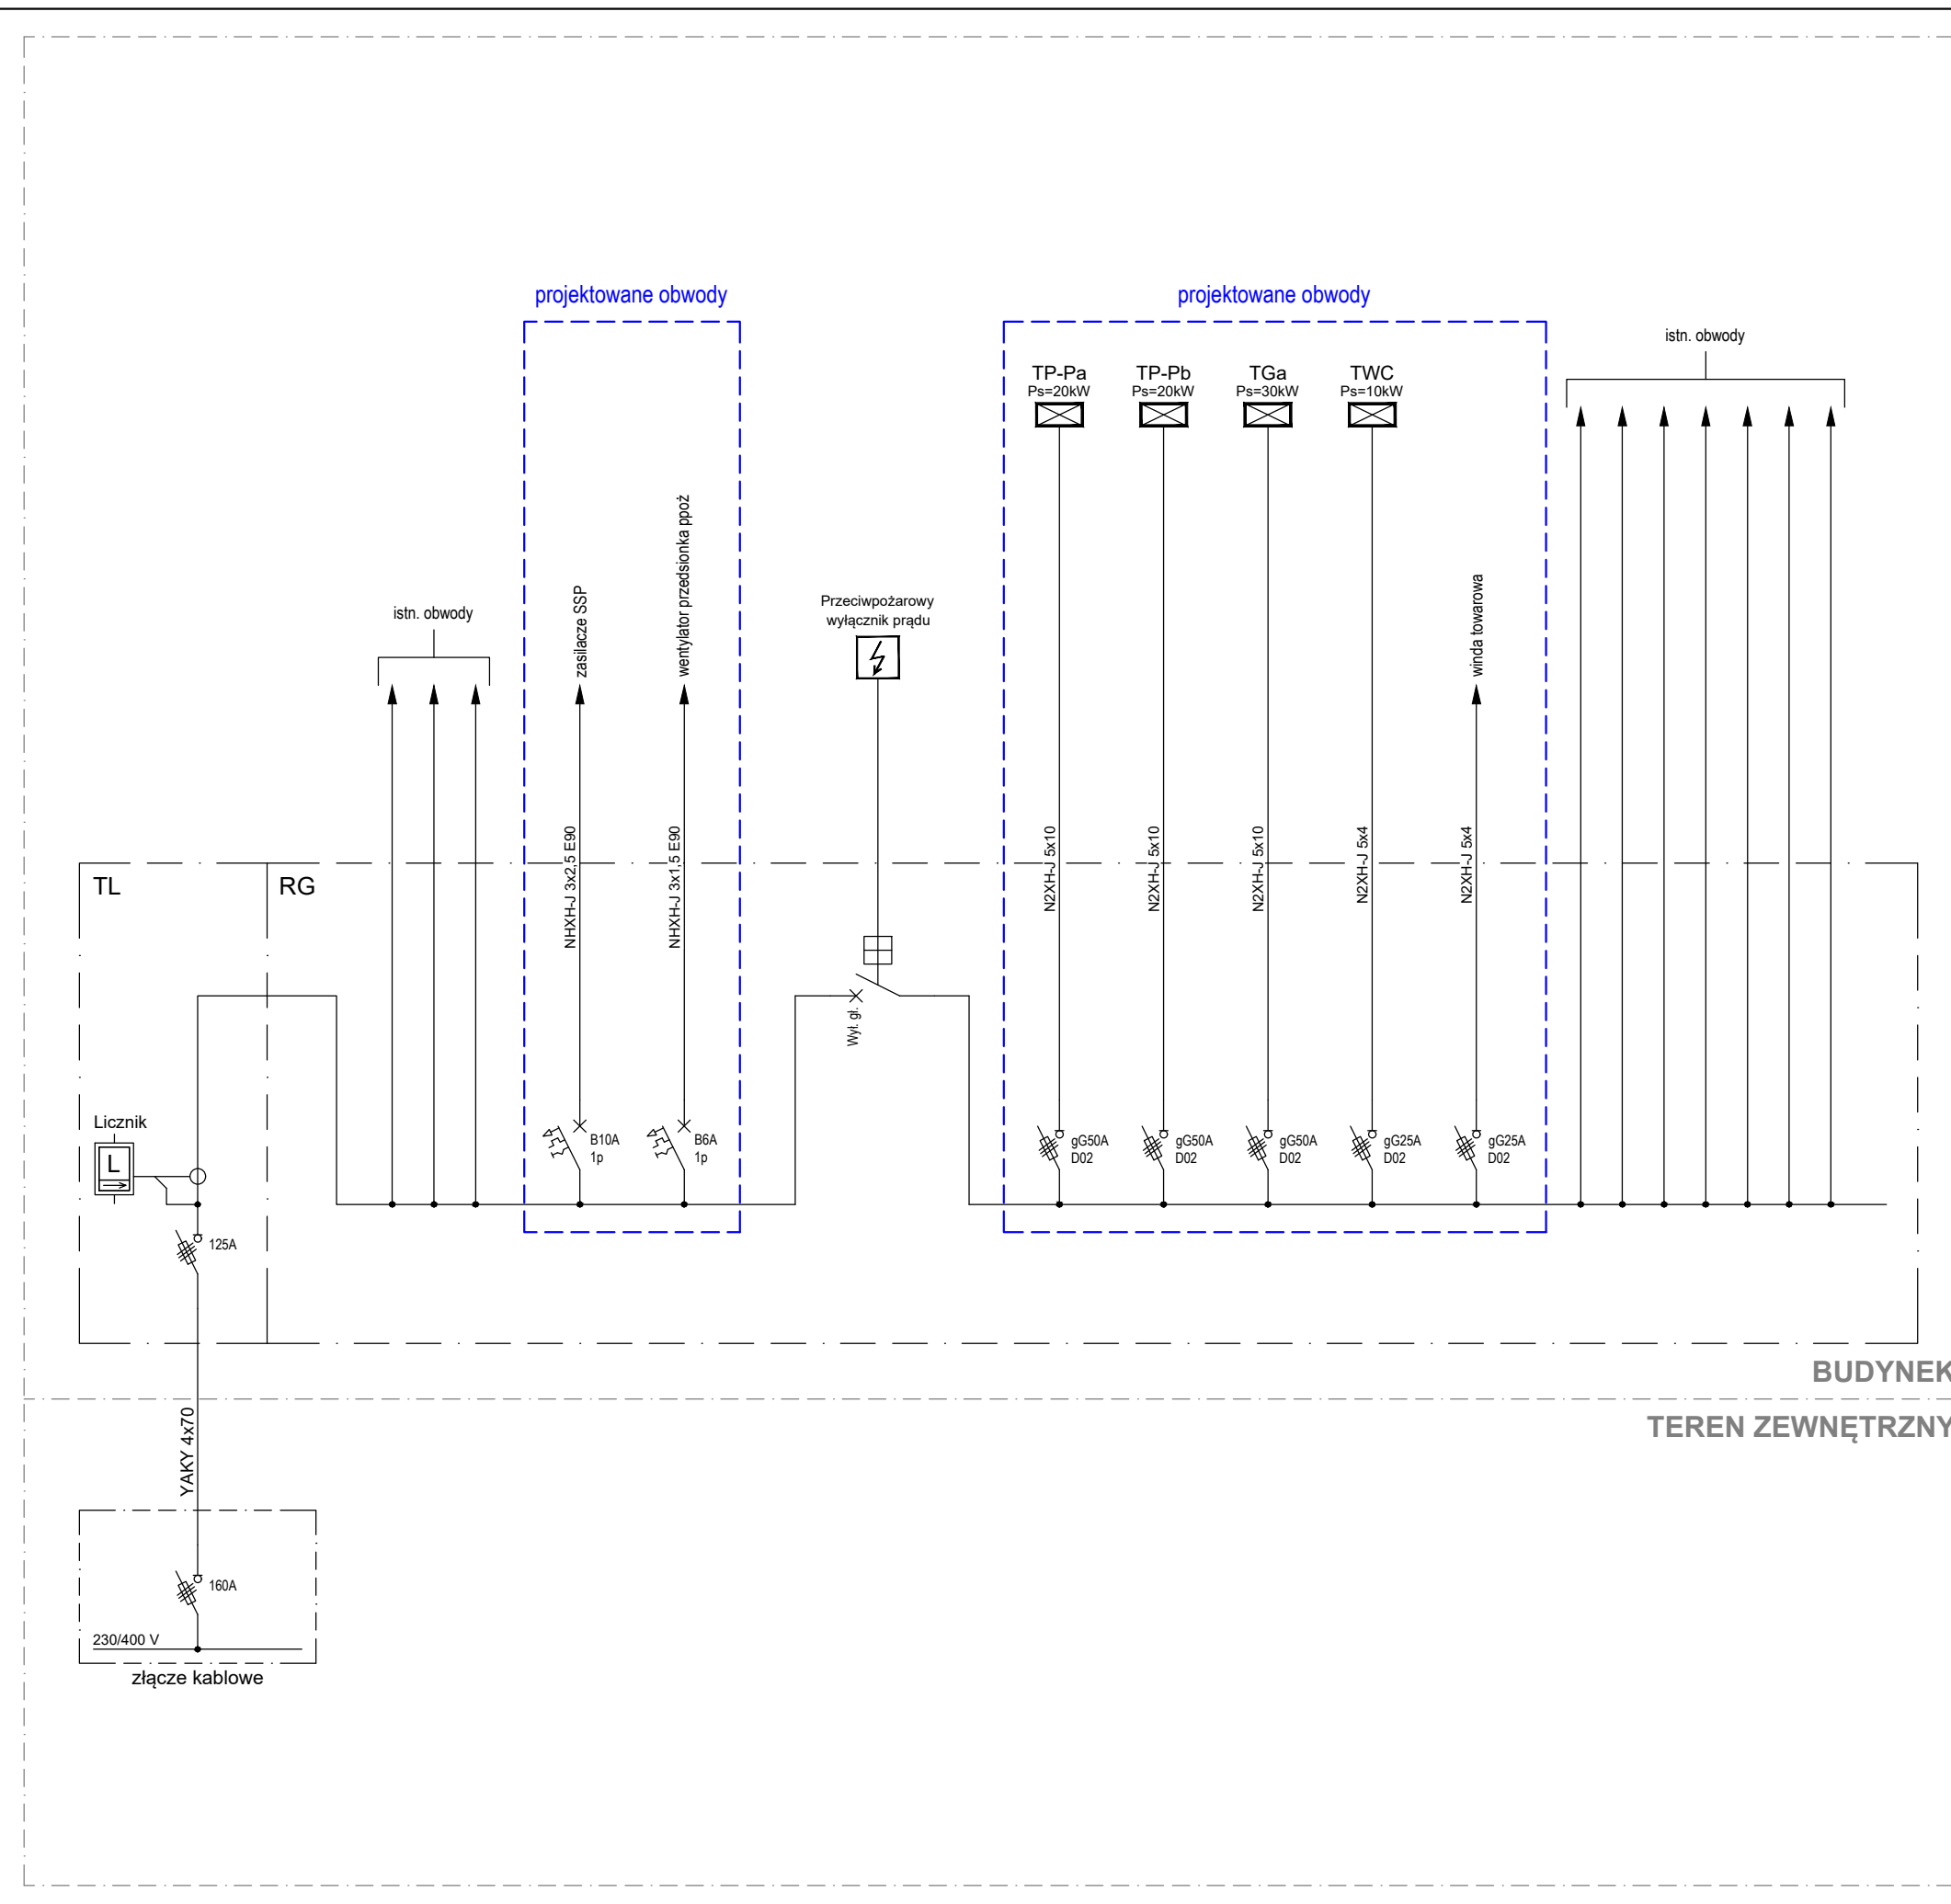 projektowane obwody
projektowane obwody
istn. obwody
TP-Pa
Ps=20kW
TP-Pb
Ps=20kW
TGa
Ps=30kW
TWC
Ps=10kW
istn. obwody
zasilacze SSP
wentylator przedsionka ppoż
Przeciwpożarowy
wyłącznik prądu
winda towarowa
NHXH-J 3x2,5 E90
NHXH-J 3x1,5 E90
N2XH-J 5x10
N2XH-J 5x10
N2XH-J 5x10
N2XH-J 5x4
N2XH-J 5x4
TL
RG
Wył. gł.
Licznik
L
B10A
1p
B6A
1p
gG50A
D02
gG50A
D02
gG50A
D02
gG25A
D02
gG25A
D02
125A
BUDYNEK
TEREN ZEWNĘTRZNY
YAKY 4x70
160A
230/400 V
złącze kablowe